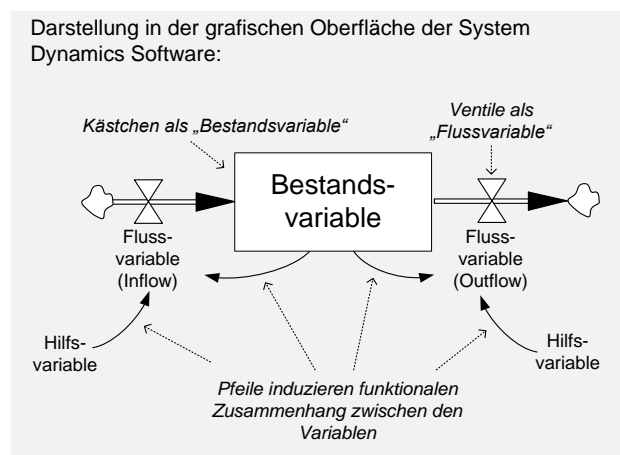 Darstellung in der grafischen Oberfläche der System
Dynamics Software:
Kästchen als „Bestandsvariable“
Ventile als
„Flussvariable“
Bestands-
variable
Fluss-
variable
(Inflow)
Fluss-
variable
(Outflow)
Hilfs-
variable
Hilfs-
variable
Pfeile induzieren funktionalen
Zusammenhang zwischen den
Variablen